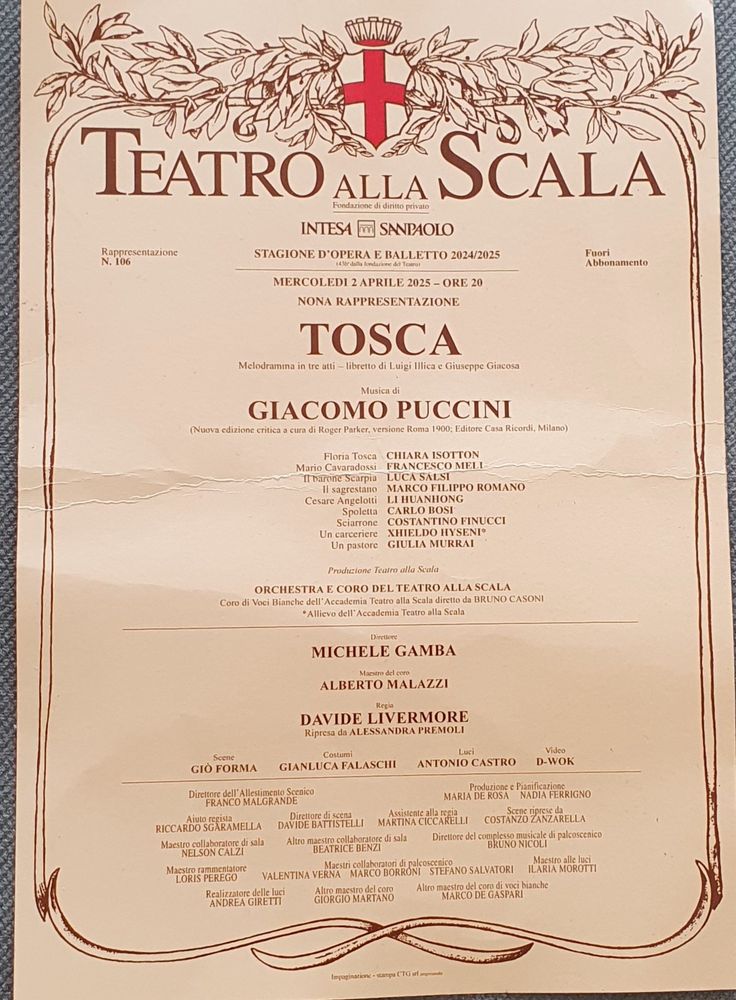 TEATRO ALLA SCALA
Fondazione di diritto privato
INTESA SANPAOLO
Rappresentazione
N. 106
STAGIONE D'OPERA E BALLETTO 2024/2025
(436ª dalla fondazione del Teatro)
Fuori
Abbonamento
MERCOLEDÌ 2 APRILE 2025 – ORE 20
NONA RAPPRESENTAZIONE
TOSCA
Melodramma in tre atti – libretto di Luigi Illica e Giuseppe Giacosa
Musica di
GIACOMO PUCCINI
(Nuova edizione critica a cura di Roger Parker, versione Roma 1900; Editore Casa Ricordi, Milano)
Floria Tosca CHIARA ISOTTON
Mario Cavaradossi FRANCESCO MELI
Il barone Scarpia LUCA SALSI
Il sagrestano MARCO FILIPPO ROMANO
Cesare Angelotti LI HUANHONG
Spoletta CARLO BOSI
Sciarrone COSTANTINO FINUCCI
Un carceriere XHIELDO HYSENI*
Un pastore GIULIA MURRAI
Produzione Teatro alla Scala
ORCHESTRA E CORO DEL TEATRO ALLA SCALA
Coro di Voci Bianche dell'Accademia Teatro alla Scala diretto da BRUNO CASONI
*Allievo dell'Accademia Teatro alla Scala
Direttore
MICHELE GAMBA
Maestro del coro
ALBERTO MALAZZI
Regia
DAVIDE LIVERMORE
Ripresa da ALESSANDRA PREMOLI
Scene Costumi Luci Video
GIÒ FORMA GIANLUCA FALASCHI ANTONIO CASTRO D-WOK
Direttore dell'Allestimento Scenico Produzione e Pianificazione
FRANCO MALGRANDE MARIA DE ROSA NADIA FERRIGNO
Aiuto regista Direttore di scena Assistente alla regia Scene riprese da
RICCARDO SGARAMELLA DAVIDE BATTISTELLI MARTINA CICCARELLI COSTANZO ZANZARELLA
Maestro collaboratore di sala Altro maestro collaboratore di sala Direttore del complesso musicale di palcoscenico
NELSON CALZI BEATRICE BENZI BRUNO NICOLI
Maestro rammentatore Maestri collaboratori di palcoscenico Maestro alle luci
LORIS PEREGO VALENTINA VERNA MARCO BORRONI STEFANO SALVATORI ILARIA MOROTTI
Realizzatore delle luci Altro maestro del coro Altro maestro del coro di voci bianche
ANDREA GIRETTI GIORGIO MARTANO MARCO DE GASPARI
Impaginazione - stampa CTG srl